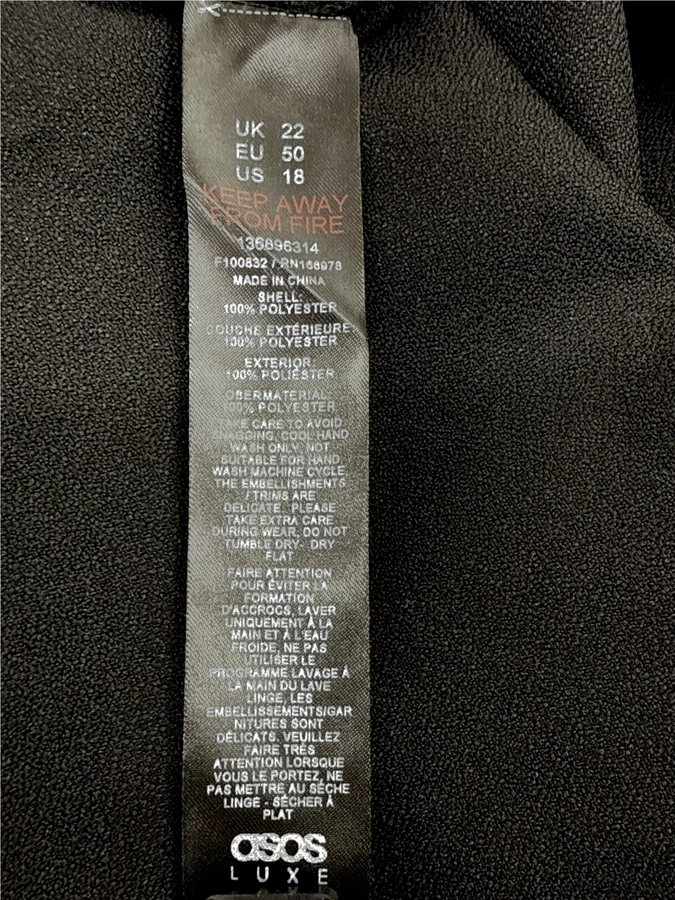 UK 22
EU 50
US 18
KEEP AWAY
FROM FIRE
136896314
F100832 / RN168978
MADE IN CHINA
SHELL:
100% POLYESTER
COUCHE EXTÉRIEURE:
100% POLYESTER
EXTERIOR:
100% POLIÉSTER
OBERMATERIAL:
100% POLYESTER
TAKE CARE TO AVOID
SNAGGING, COOL HAND
WASH ONLY, NOT
SUITABLE FOR HAND
WASH MACHINE CYCLE,
THE EMBELLISHMENTS
/ TRIMS ARE
DELICATE. PLEASE
TAKE EXTRA CARE
DURING WEAR, DO NOT
TUMBLE DRY- DRY
FLAT
FAIRE ATTENTION
POUR ÉVITER LA
FORMATION
D'ACCROCS, LAVER
UNIQUEMENT À LA
MAIN ET À L'EAU
FROIDE, NE PAS
UTILISER LE
PROGRAMME LAVAGE À
LA MAIN DU LAVE
LINGE, LES
EMBELLISSEMENTS/GAR
NITURES SONT
DÉLICATS. VEUILLEZ
FAIRE TRÈS
ATTENTION LORSQUE
VOUS LE PORTEZ, NE
PAS METTRE AU SÈCHE
LINGE - SÉCHER À
PLAT
asos
LUXE